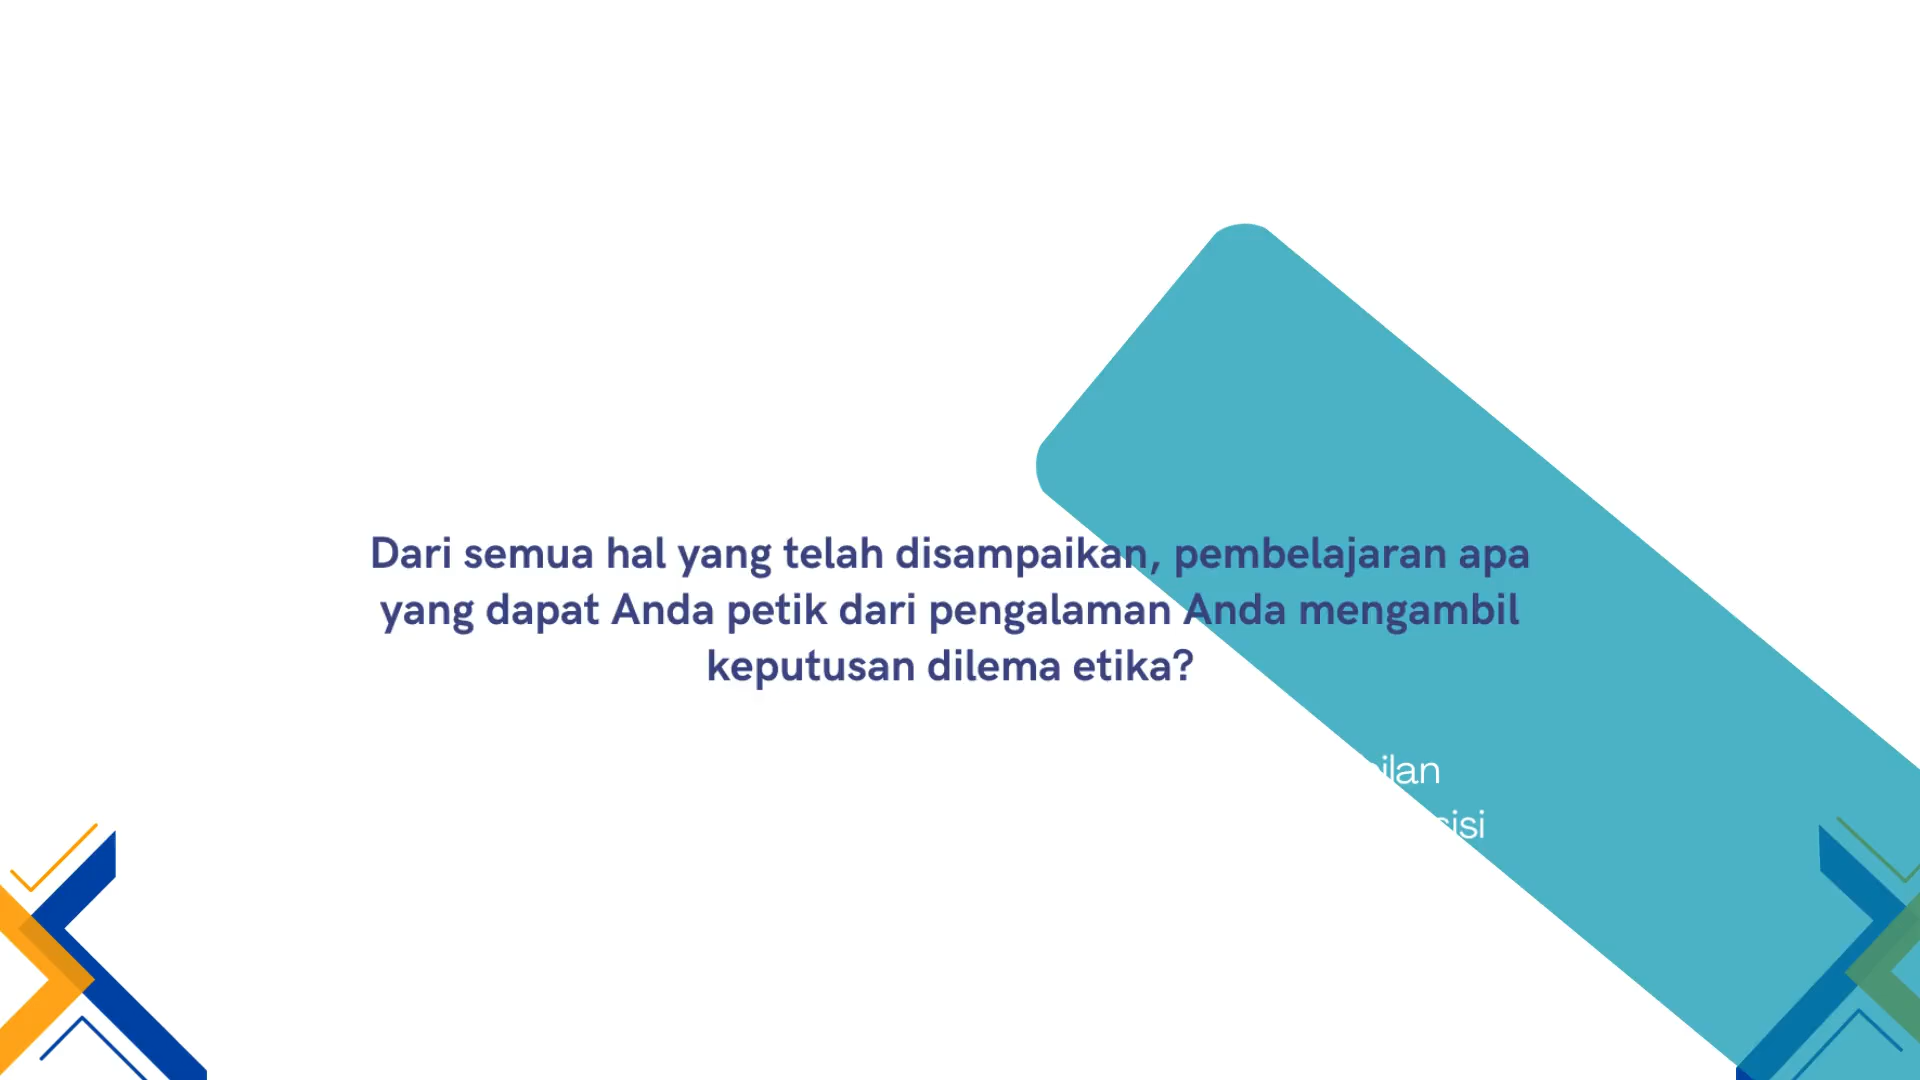 Dari semua hal yang telah disampaikan, pembelajaran apa
yang dapat Anda petik dari pengalaman Anda mengambil
keputusan dilema etika?